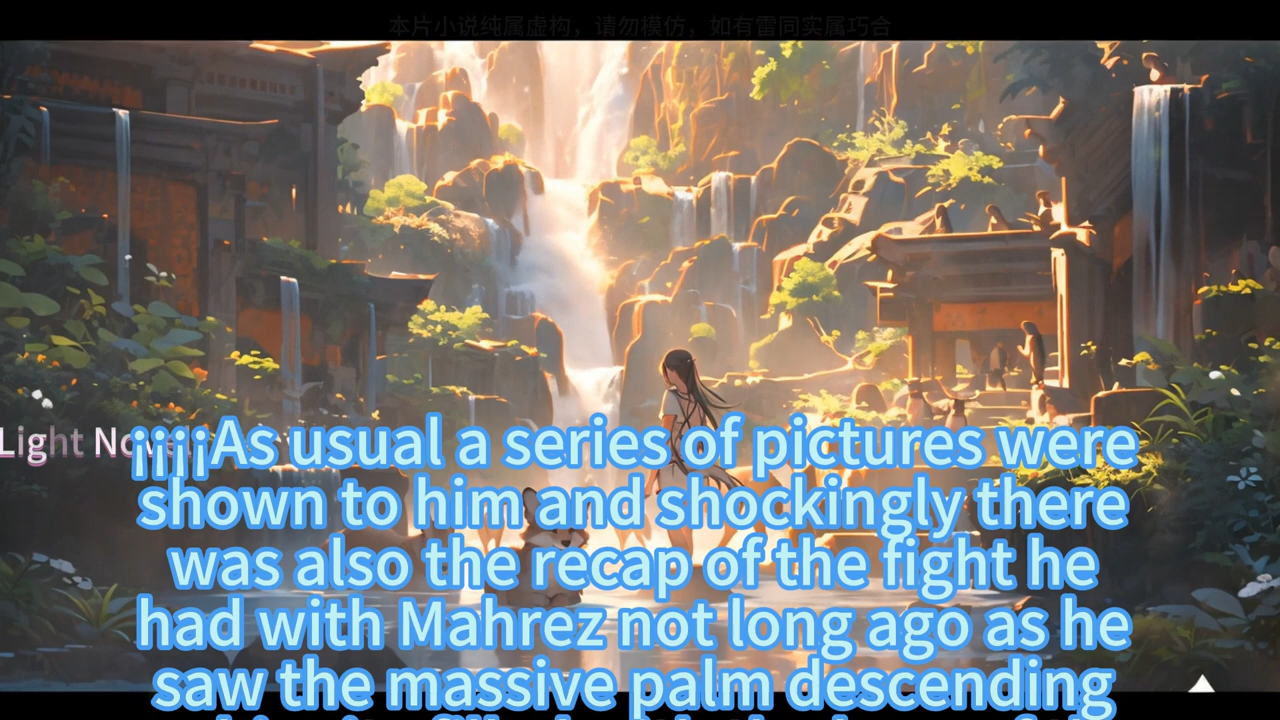 本片小说纯属虚构，请勿模仿，如有雷同实属巧合
Light Nove
¡¡¡¡As usual a series of pictures were
shown to him and shockingly there
was also the recap of the fight he
had with Mahrez not long ago as he
saw the massive palm descending